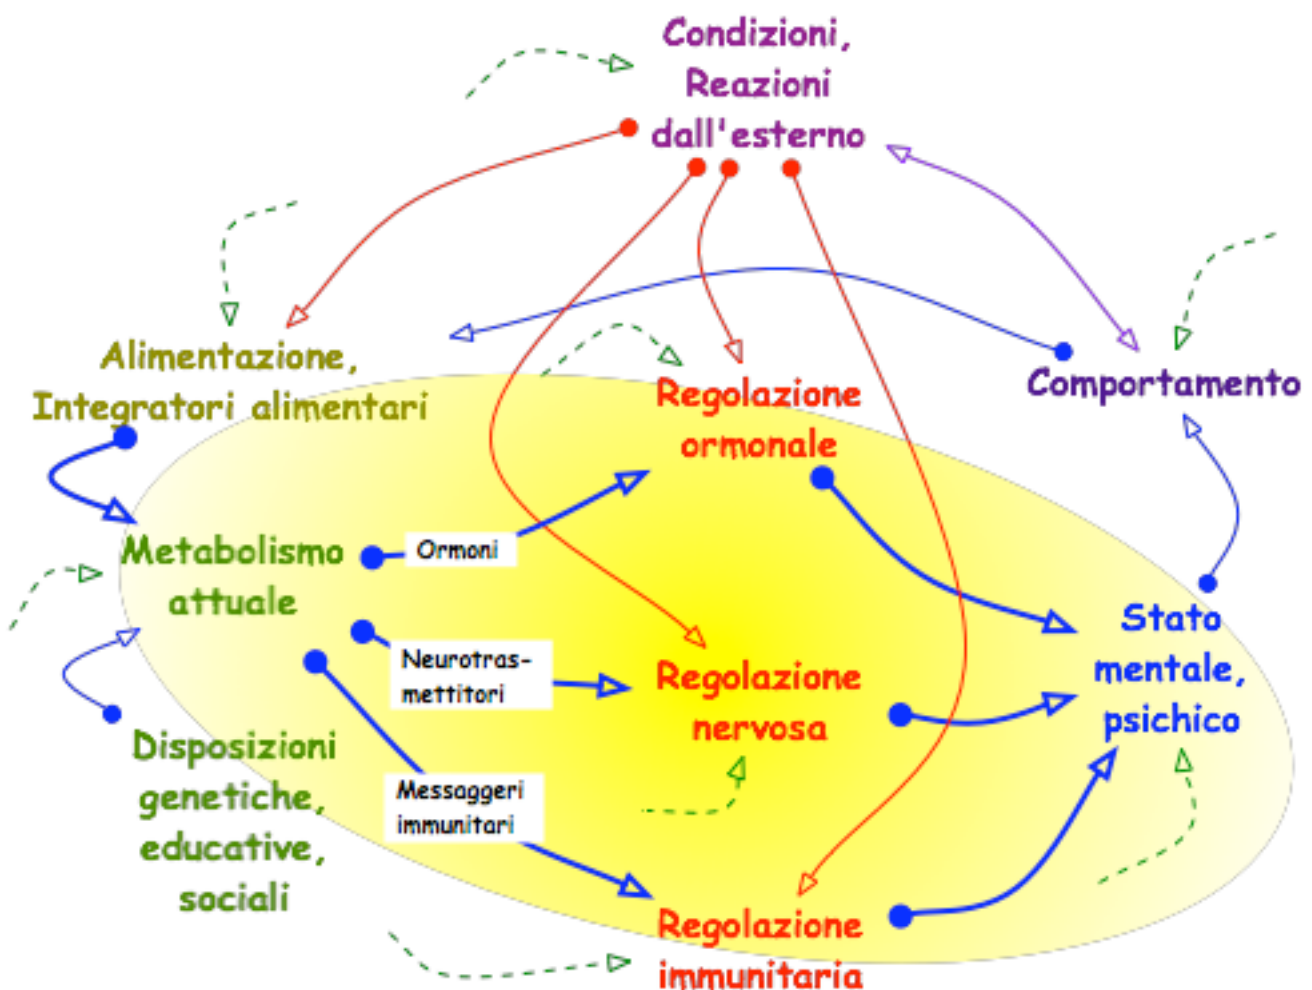 Condizioni,
Reazioni
dall'esterno
Alimentazione,
Integratori alimentari
Comportamento
Regolazione
ormonale
Metabolismo
attuale
Ormoni
Neurotras-
mettitori
Messaggeri
immunitari
Regolazione
nervosa
Stato
mentale,
psichico
Disposizioni
genetiche,
educative,
sociali
Regolazione
immunitaria